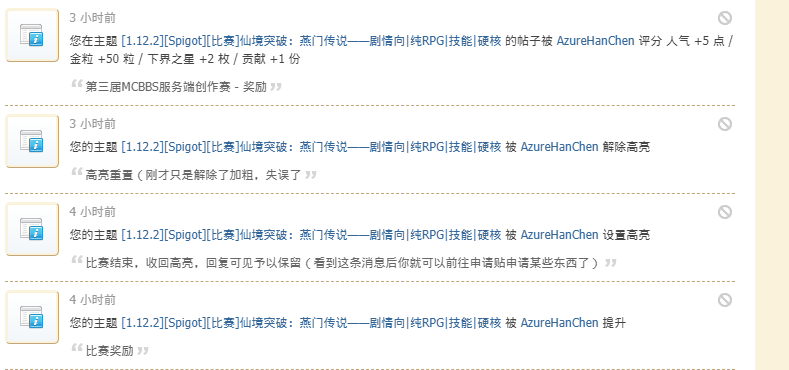 3 小时前
您在主题 [1.12.2][Spigot][比赛]仙境突破：燕门传说——剧情向|纯RPG|技能|硬核 的帖子被 AzureHanChen 评分 人气 +5 点 /
金粒 +50 粒 / 下界之星 +2 枚 / 贡献 +1 份
“ 第三届MCBBS服务端创作赛 - 奖励 ”
3 小时前
您的主题 [1.12.2][Spigot][比赛]仙境突破：燕门传说——剧情向|纯RPG|技能|硬核 被 AzureHanChen 解除高亮
“ 高亮重置（刚才只是解除了加粗，失误了 ”
4 小时前
您的主题 [1.12.2][Spigot][比赛]仙境突破：燕门传说——剧情向|纯RPG|技能|硬核 被 AzureHanChen 设置高亮
“ 比赛结束，收回高亮，回复可见予以保留（看到这条消息后你就可以前往申请贴申请某些东西了） ”
4 小时前
您的主题 [1.12.2][Spigot][比赛]仙境突破：燕门传说——剧情向|纯RPG|技能|硬核 被 AzureHanChen 提升
“ 比赛奖励 ”